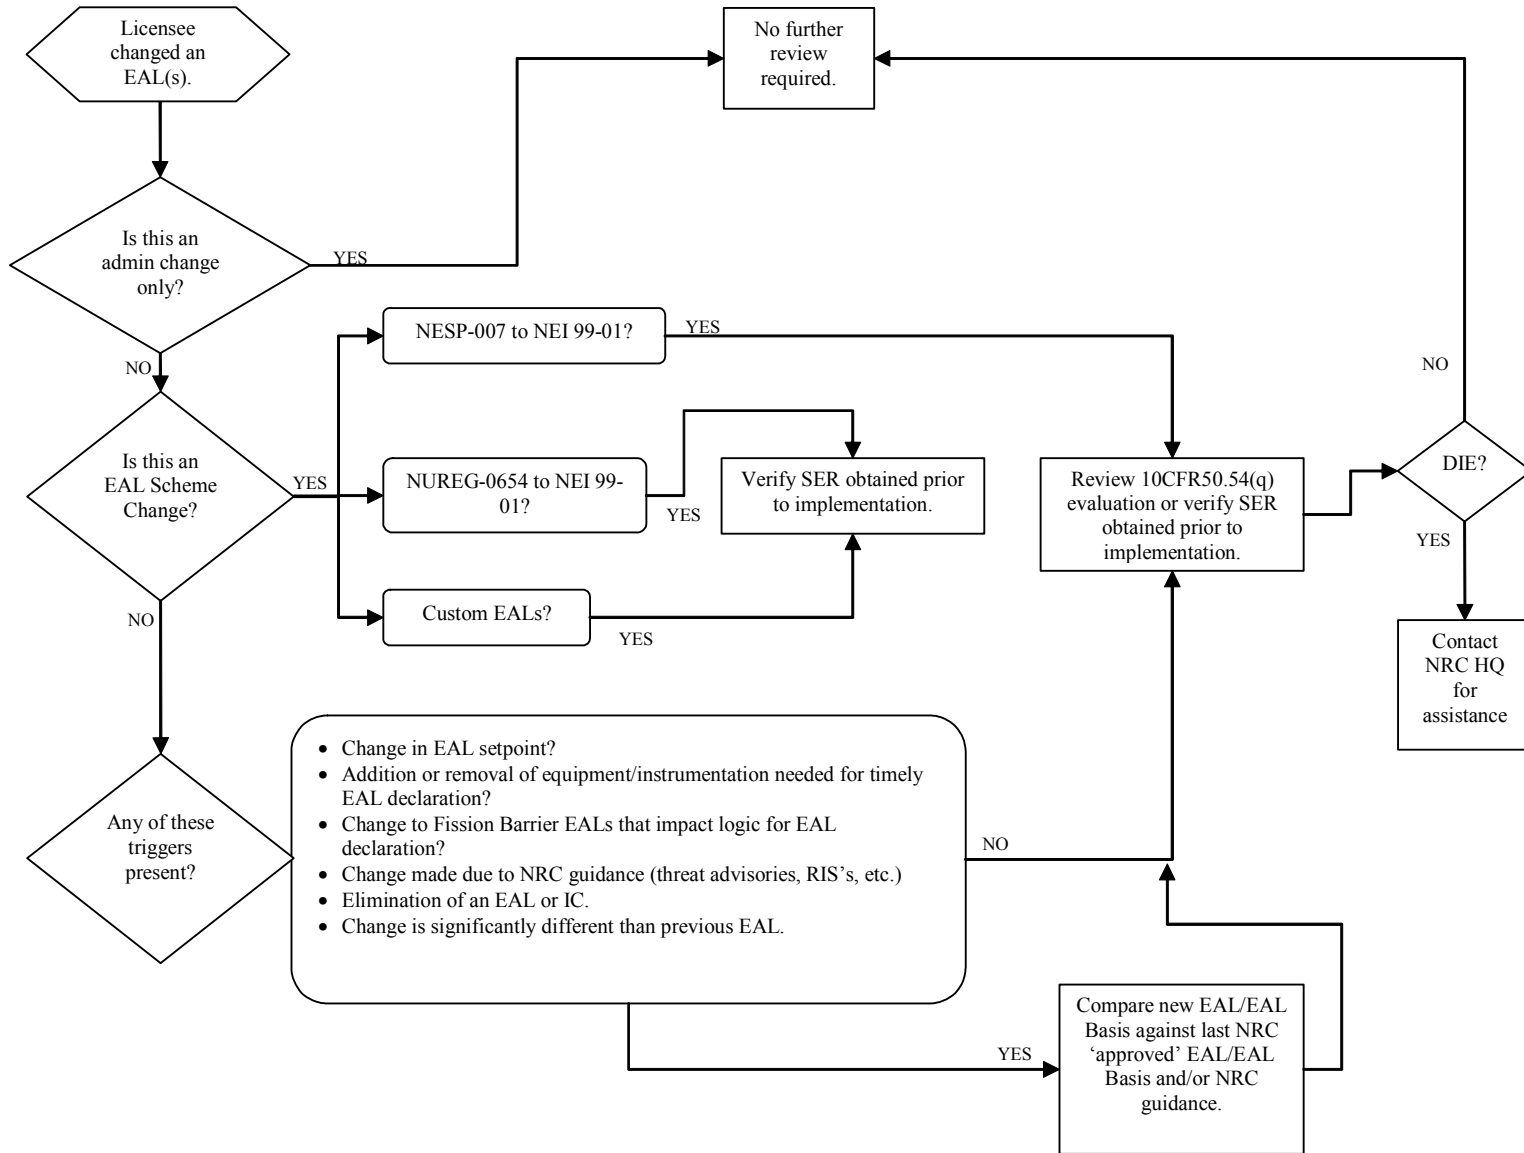 Licensee
changed an
EAL(s).
No further
review
required.
Is this an
admin change
only?
YES
NO
NESP-007 to NEI 99-01?
YES
NO
Is this an
EAL Scheme
Change?
YES
NUREG-0654 to NEI 99-
01?
YES
Verify SER obtained prior
to implementation.
Review 10CFR50.54(q)
evaluation or verify SER
obtained prior to
implementation.
DIE?
YES
NO
Custom EALs?
YES
Contact
NRC HQ
for
assistance
Any of these
triggers
present?
• Change in EAL setpoint?
• Addition or removal of equipment/instrumentation needed for timely
EAL declaration?
• Change to Fission Barrier EALs that impact logic for EAL
declaration?
• Change made due to NRC guidance (threat advisories, RIS’s, etc.)
• Elimination of an EAL or IC.
• Change is significantly different than previous EAL.
NO
YES
Compare new EAL/EAL
Basis against last NRC
‘approved’ EAL/EAL
Basis and/or NRC
guidance.